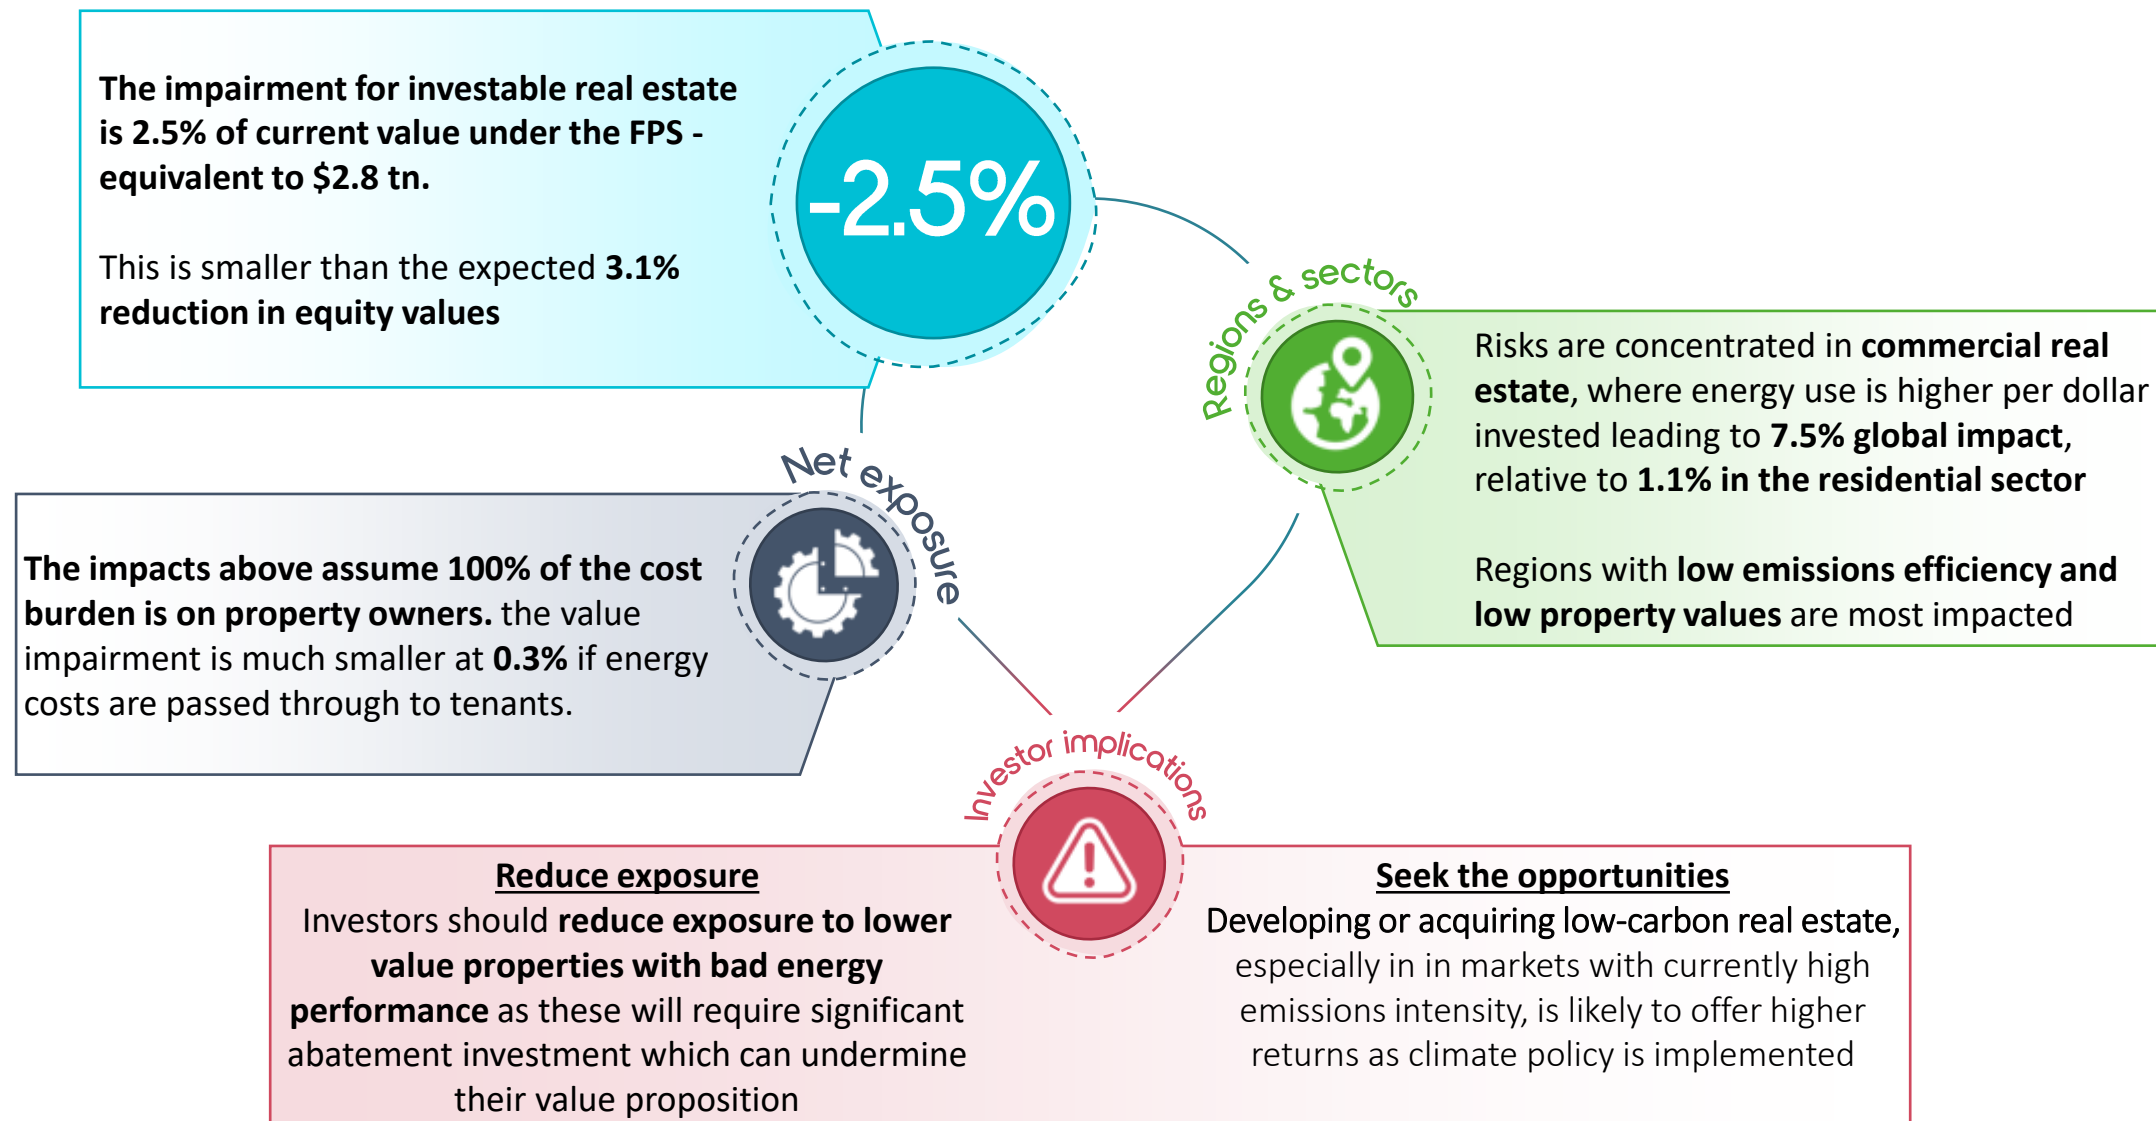 The impairment for investable real estate
is 2.5% of current value under the FPS -
equivalent to $2.8 tn.
This is smaller than the expected 3.1%
reduction in equity values
-2.5%
Regions & sectors
Risks are concentrated in commercial real
estate, where energy use is higher per dollar
invested leading to 7.5% global impact,
relative to 1.1% in the residential sector
Regions with low emissions efficiency and
low property values are most impacted
Net exposure
The impacts above assume 100% of the cost
burden is on property owners. the value
impairment is much smaller at 0.3% if energy
costs are passed through to tenants.
Investor implications
Reduce exposure
Investors should reduce exposure to lower
value properties with bad energy
performance as these will require significant
abatement investment which can undermine
their value proposition
Seek the opportunities
Developing or acquiring low-carbon real estate,
especially in in markets with currently high
emissions intensity, is likely to offer higher
returns as climate policy is implemented